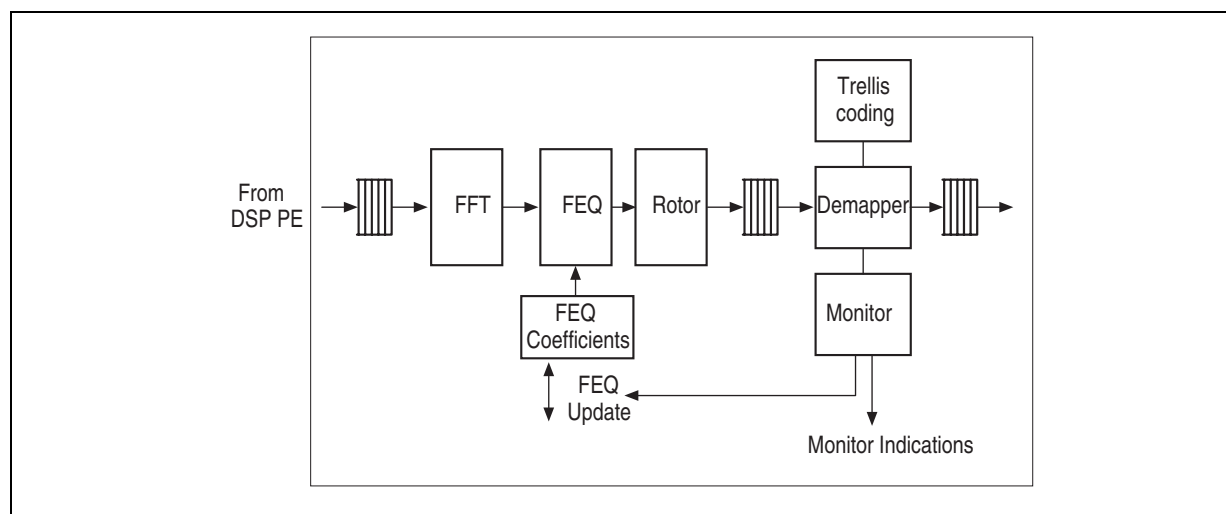 Trellis
coding
From
DSP PE
FFT
FEQ
Rotor
Demapper
FEQ
Coefficients
Monitor
FEQ
Update
Monitor Indications